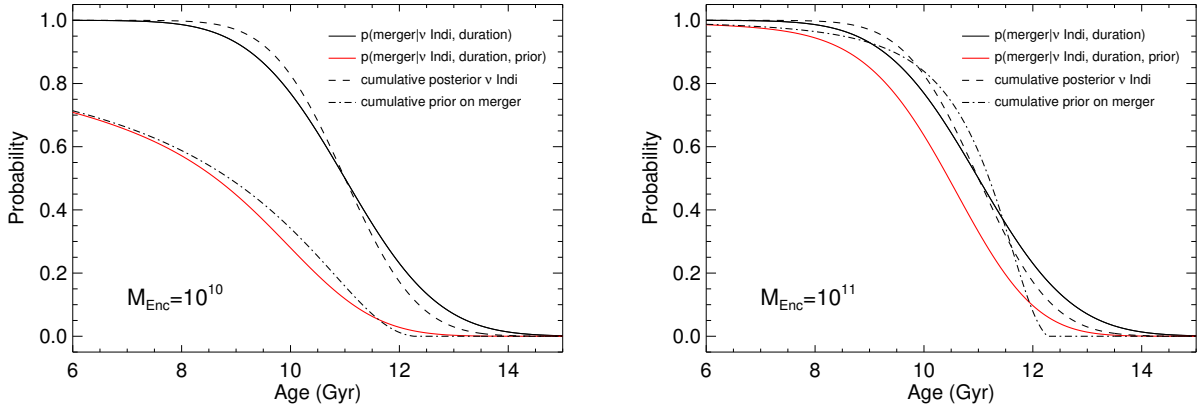 1.0
0.8
0.6
0.4
0.2
0.0
Probability
p(merger|ν Indi, duration)
p(merger|ν Indi, duration, prior)
cumulative posterior ν Indi
cumulative prior on merger
M_Enc=10^10
6 8 10 12 14
Age (Gyr)
1.0
0.8
0.6
0.4
0.2
0.0
Probability
p(merger|ν Indi, duration)
p(merger|ν Indi, duration, prior)
cumulative posterior ν Indi
cumulative prior on merger
M_Enc=10^11
6 8 10 12 14
Age (Gyr)